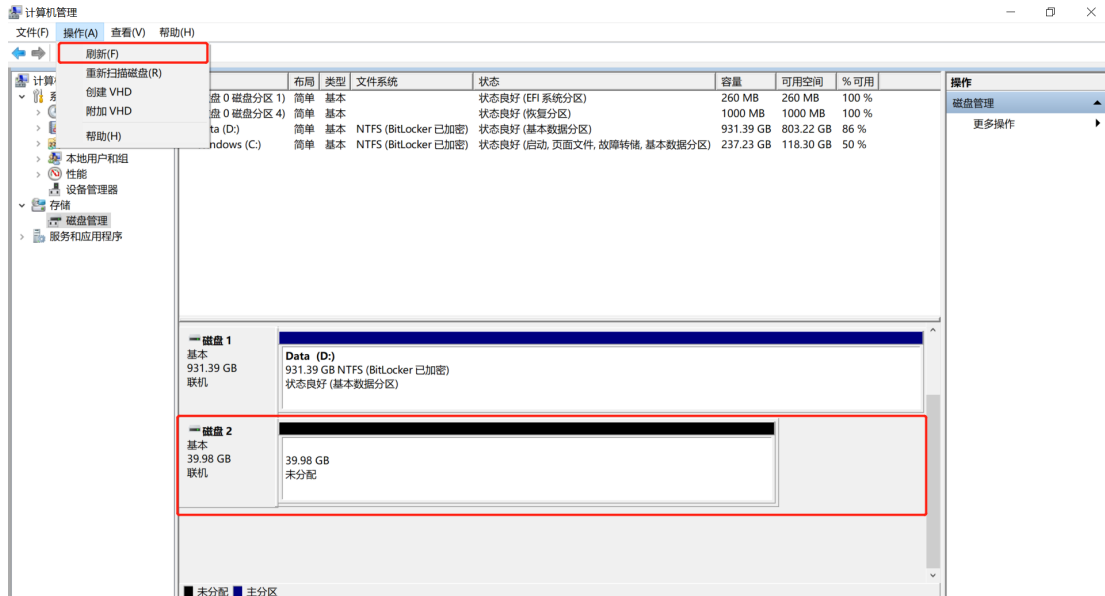 计算机管理
文件(F) 操作(A) 查看(V) 帮助(H)
刷新(F)
重新扫描磁盘(R)
创建 VHD
附加 VHD
帮助(H)
本地用户和组
性能
设备管理器
存储
磁盘管理
服务和应用程序
布局 类型 文件系统 状态 容量 可用空间 % 可用
盘 0 磁盘分区 1) 简单 基本 状态良好 (EFI 系统分区) 260 MB 260 MB 100 %
盘 0 磁盘分区 4) 简单 基本 状态良好 (恢复分区) 1000 MB 1000 MB 100 %
ta (D:) 简单 基本 NTFS (BitLocker 已加密) 状态良好 (基本数据分区) 931.39 GB 803.22 GB 86 %
ndows (C:) 简单 基本 NTFS (BitLocker 已加密) 状态良好 (启动, 页面文件, 故障转储, 基本数据分区) 237.23 GB 118.30 GB 50 %
操作
磁盘管理
更多操作
磁盘 1
基本
931.39 GB
联机
Data (D:)
931.39 GB NTFS (BitLocker 已加密)
状态良好 (基本数据分区)
磁盘 2
基本
39.98 GB
联机
39.98 GB
未分配
未分配 主分区